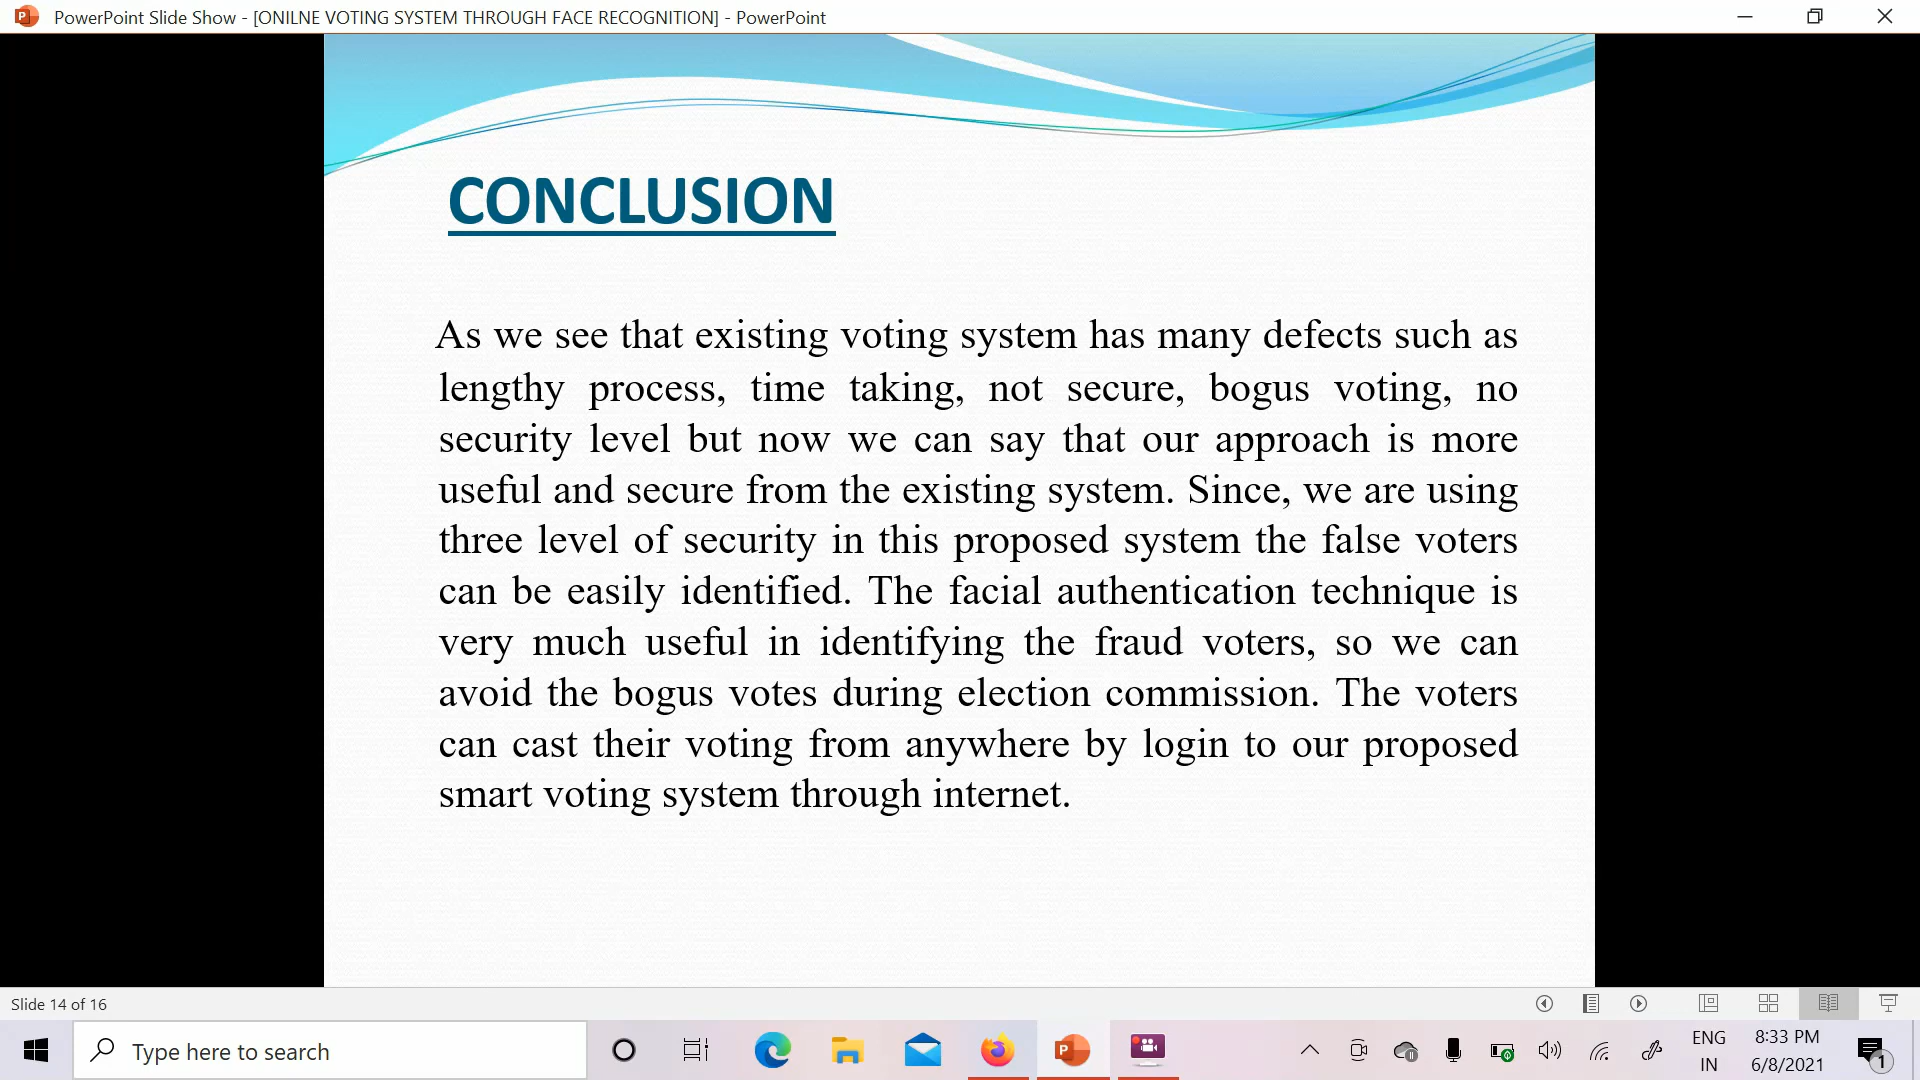 PowerPoint Slide Show - [ONILNE VOTING SYSTEM THROUGH FACE RECOGNITION] - PowerPoint
CONCLUSION
As we see that existing voting system has many defects such as
lengthy process, time taking, not secure, bogus voting, no
security level but now we can say that our approach is more
useful and secure from the existing system. Since, we are using
three level of security in this proposed system the false voters
can be easily identified. The facial authentication technique is
very much useful in identifying the fraud voters, so we can
avoid the bogus votes during election commission. The voters
can cast their voting from anywhere by login to our proposed
smart voting system through internet.
Slide 14 of 16
Type here to search
ENG
IN
8:33 PM
6/8/2021
1